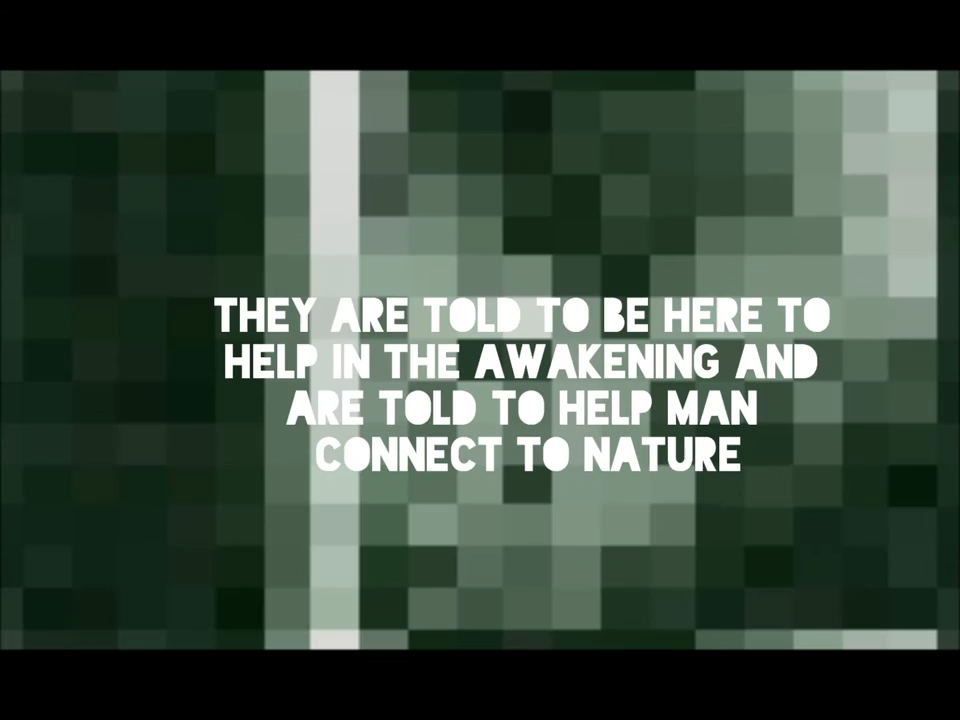 THEY ARE TOLD TO BE HERE TO
HELP IN THE AWAKENING AND
ARE TOLD TO HELP MAN
CONNECT TO NATURE